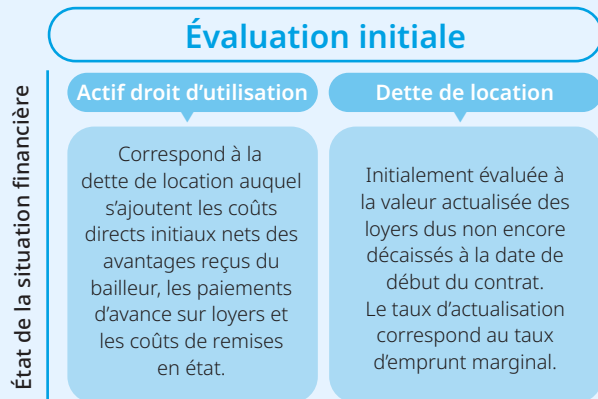 Évaluation initiale
État de la situation financière
Actif droit d'utilisation
Correspond à la
dette de location auquel
s'ajoutent les coûts
directs initiaux nets des
avantages reçus du
bailleur, les paiements
d'avance sur loyers et
les coûts de remises
en état.
Dette de location
Initialement évaluée à
la valeur actualisée des
loyers dus non encore
décaissés à la date de
début du contrat.
Le taux d'actualisation
correspond au taux
d'emprunt marginal.